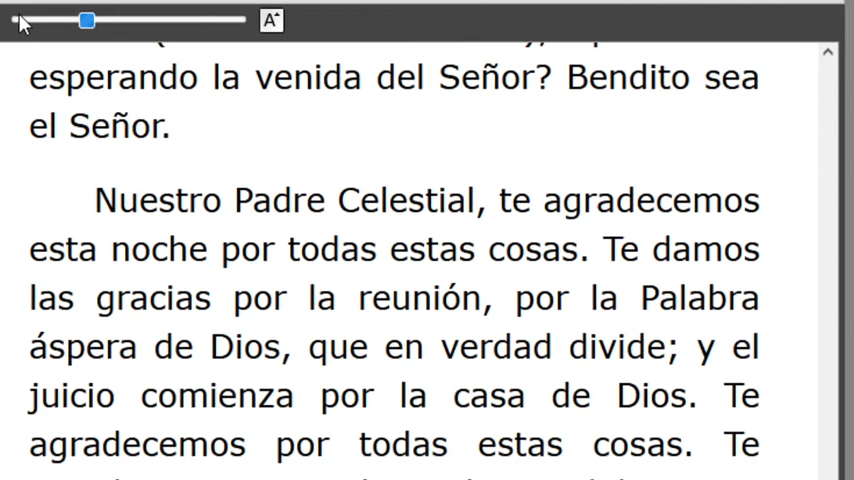 A
esperando la venida del Señor? Bendito sea
el Señor.
Nuestro Padre Celestial, te agradecemos
esta noche por todas estas cosas. Te damos
las gracias por la reunión, por la Palabra
áspera de Dios, que en verdad divide; y el
juicio comienza por la casa de Dios. Te
agradecemos por todas estas cosas. Te